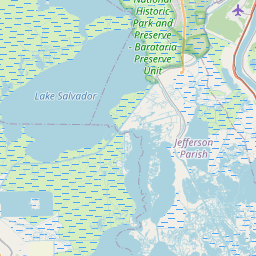 National
Historic
Park and
Preserve -
Barataria
Preserve
Unit
Lake Salvador
Jefferson
Parish